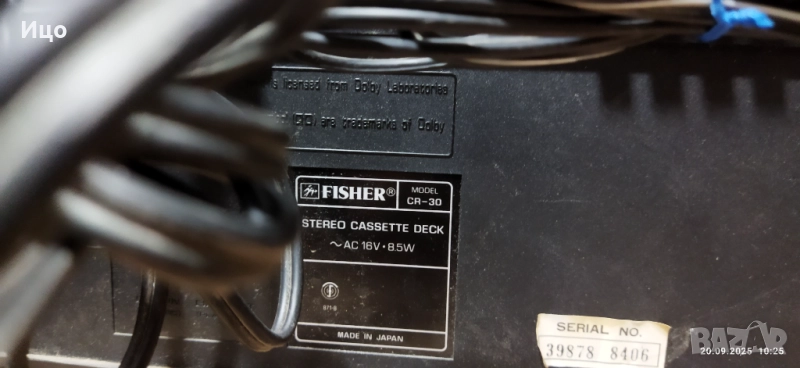 Ицо
licensed from Dolby Laboratories
are trademarks of Dolby
FISHER®
MODEL
CR-30
STEREO CASSETTE DECK
~AC 16V·8.5W
MADE IN JAPAN
SERIAL NO.
39878 8406
BAZAR
20.09.2025 10:25